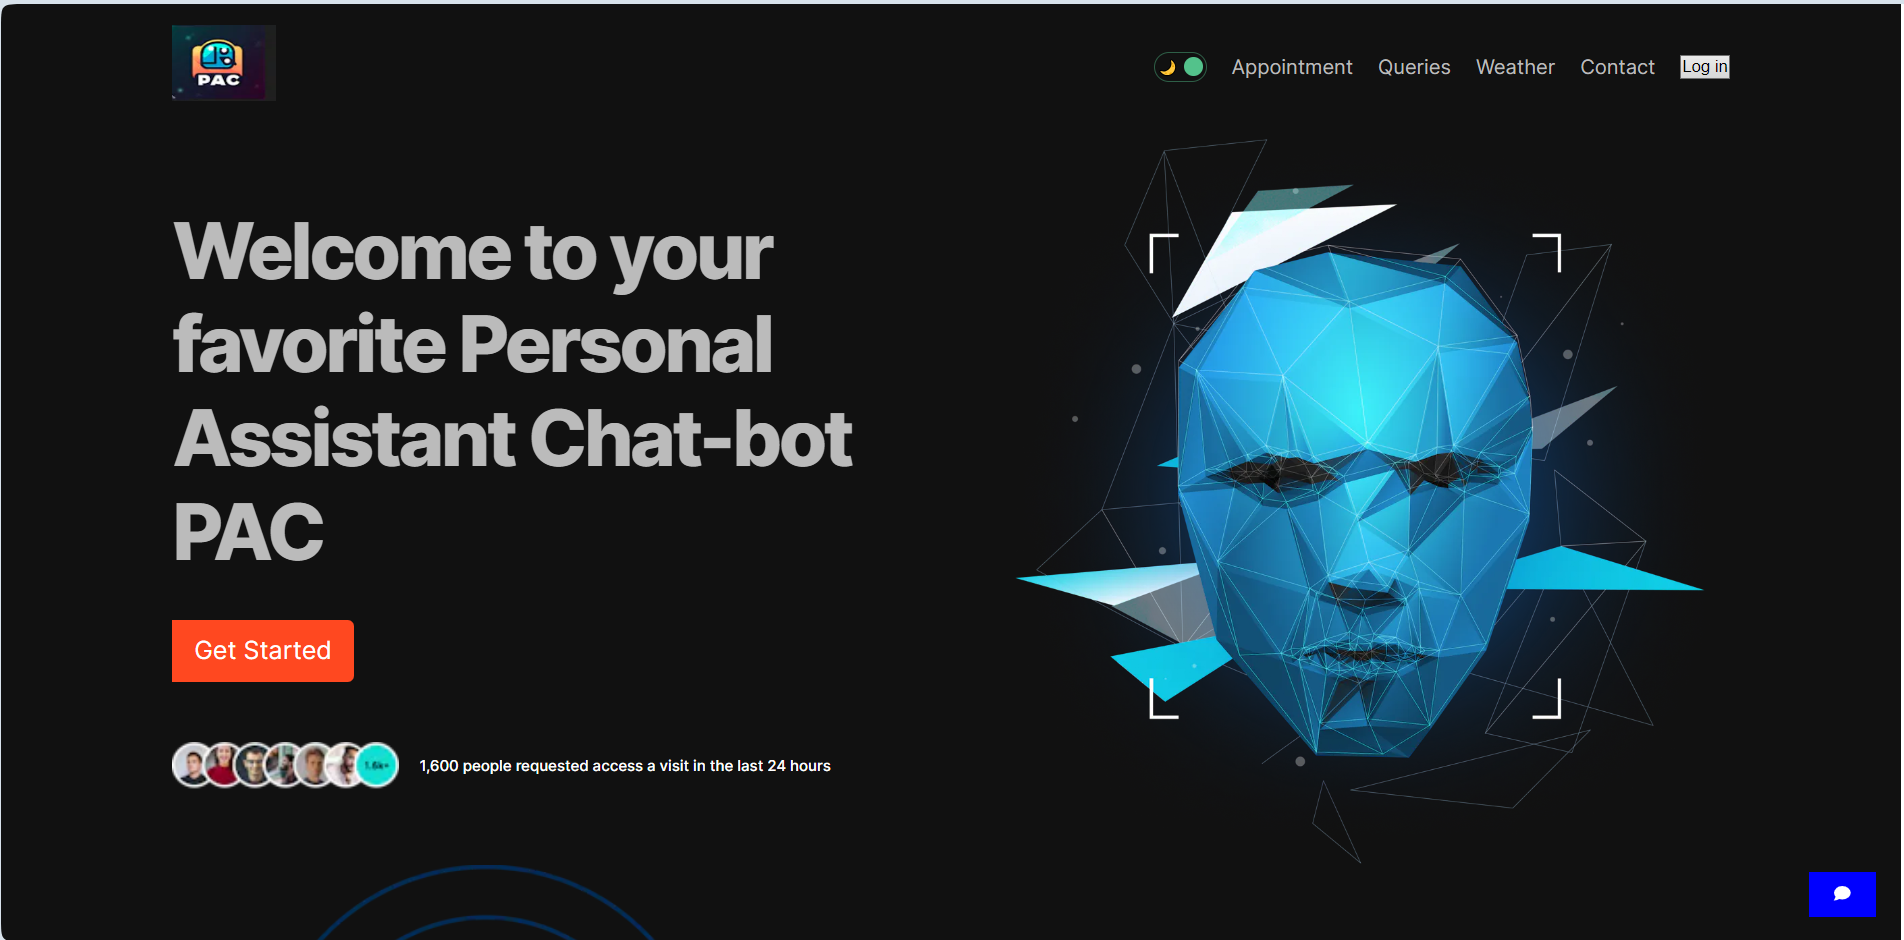 PAC
Appointment
Queries
Weather
Contact
Log in
Welcome to your
favorite Personal
Assistant Chat-bot
PAC
Get Started
1.6k+
1,600 people requested access a visit in the last 24 hours